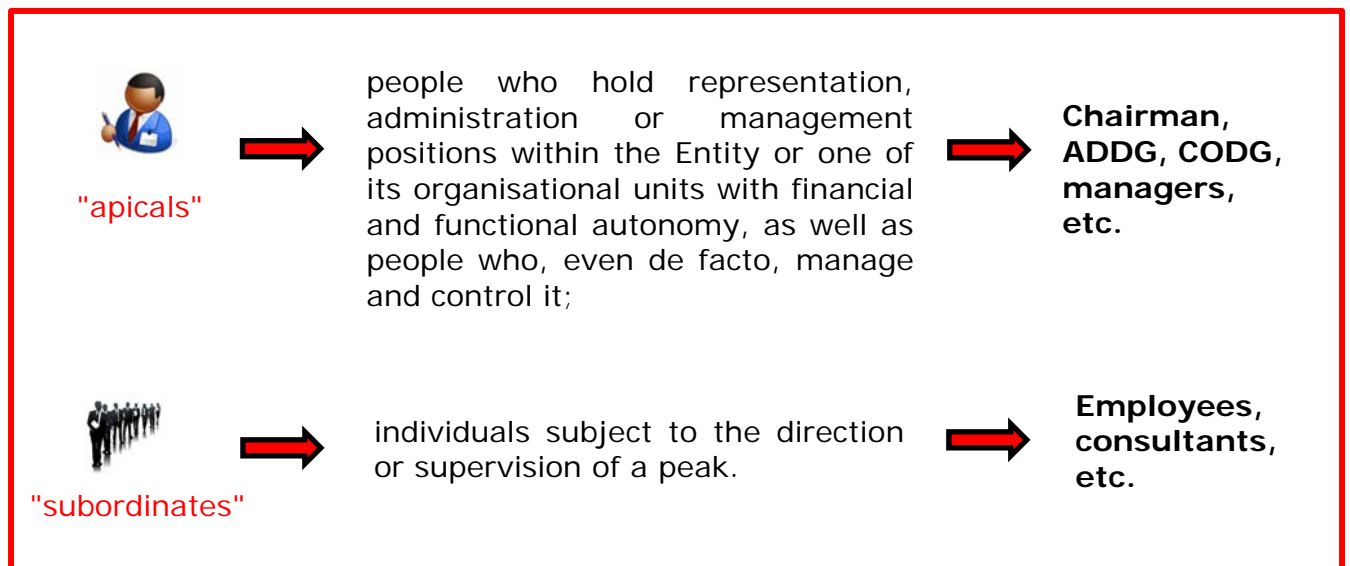 people who hold representation,
administration or management
positions within the Entity or one of
its organisational units with financial
and functional autonomy, as well as
people who, even de facto, manage
and control it;
"apicals"
Chairman,
ADDG, CODG,
managers,
etc.
individuals subject to the direction
or supervision of a peak.
"subordinates"
Employees,
consultants,
etc.